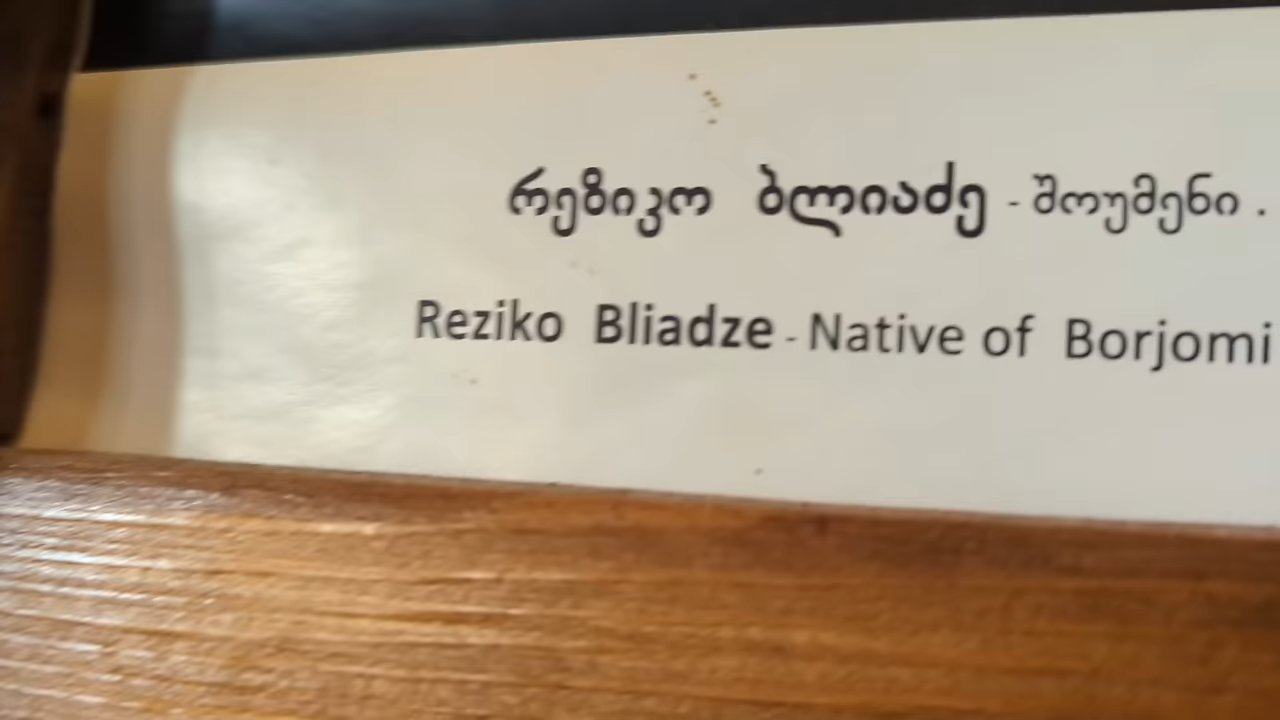 რეზიკო ბლიაძე - შოუმენი .
Reziko Bliadze - Native of Borjomi